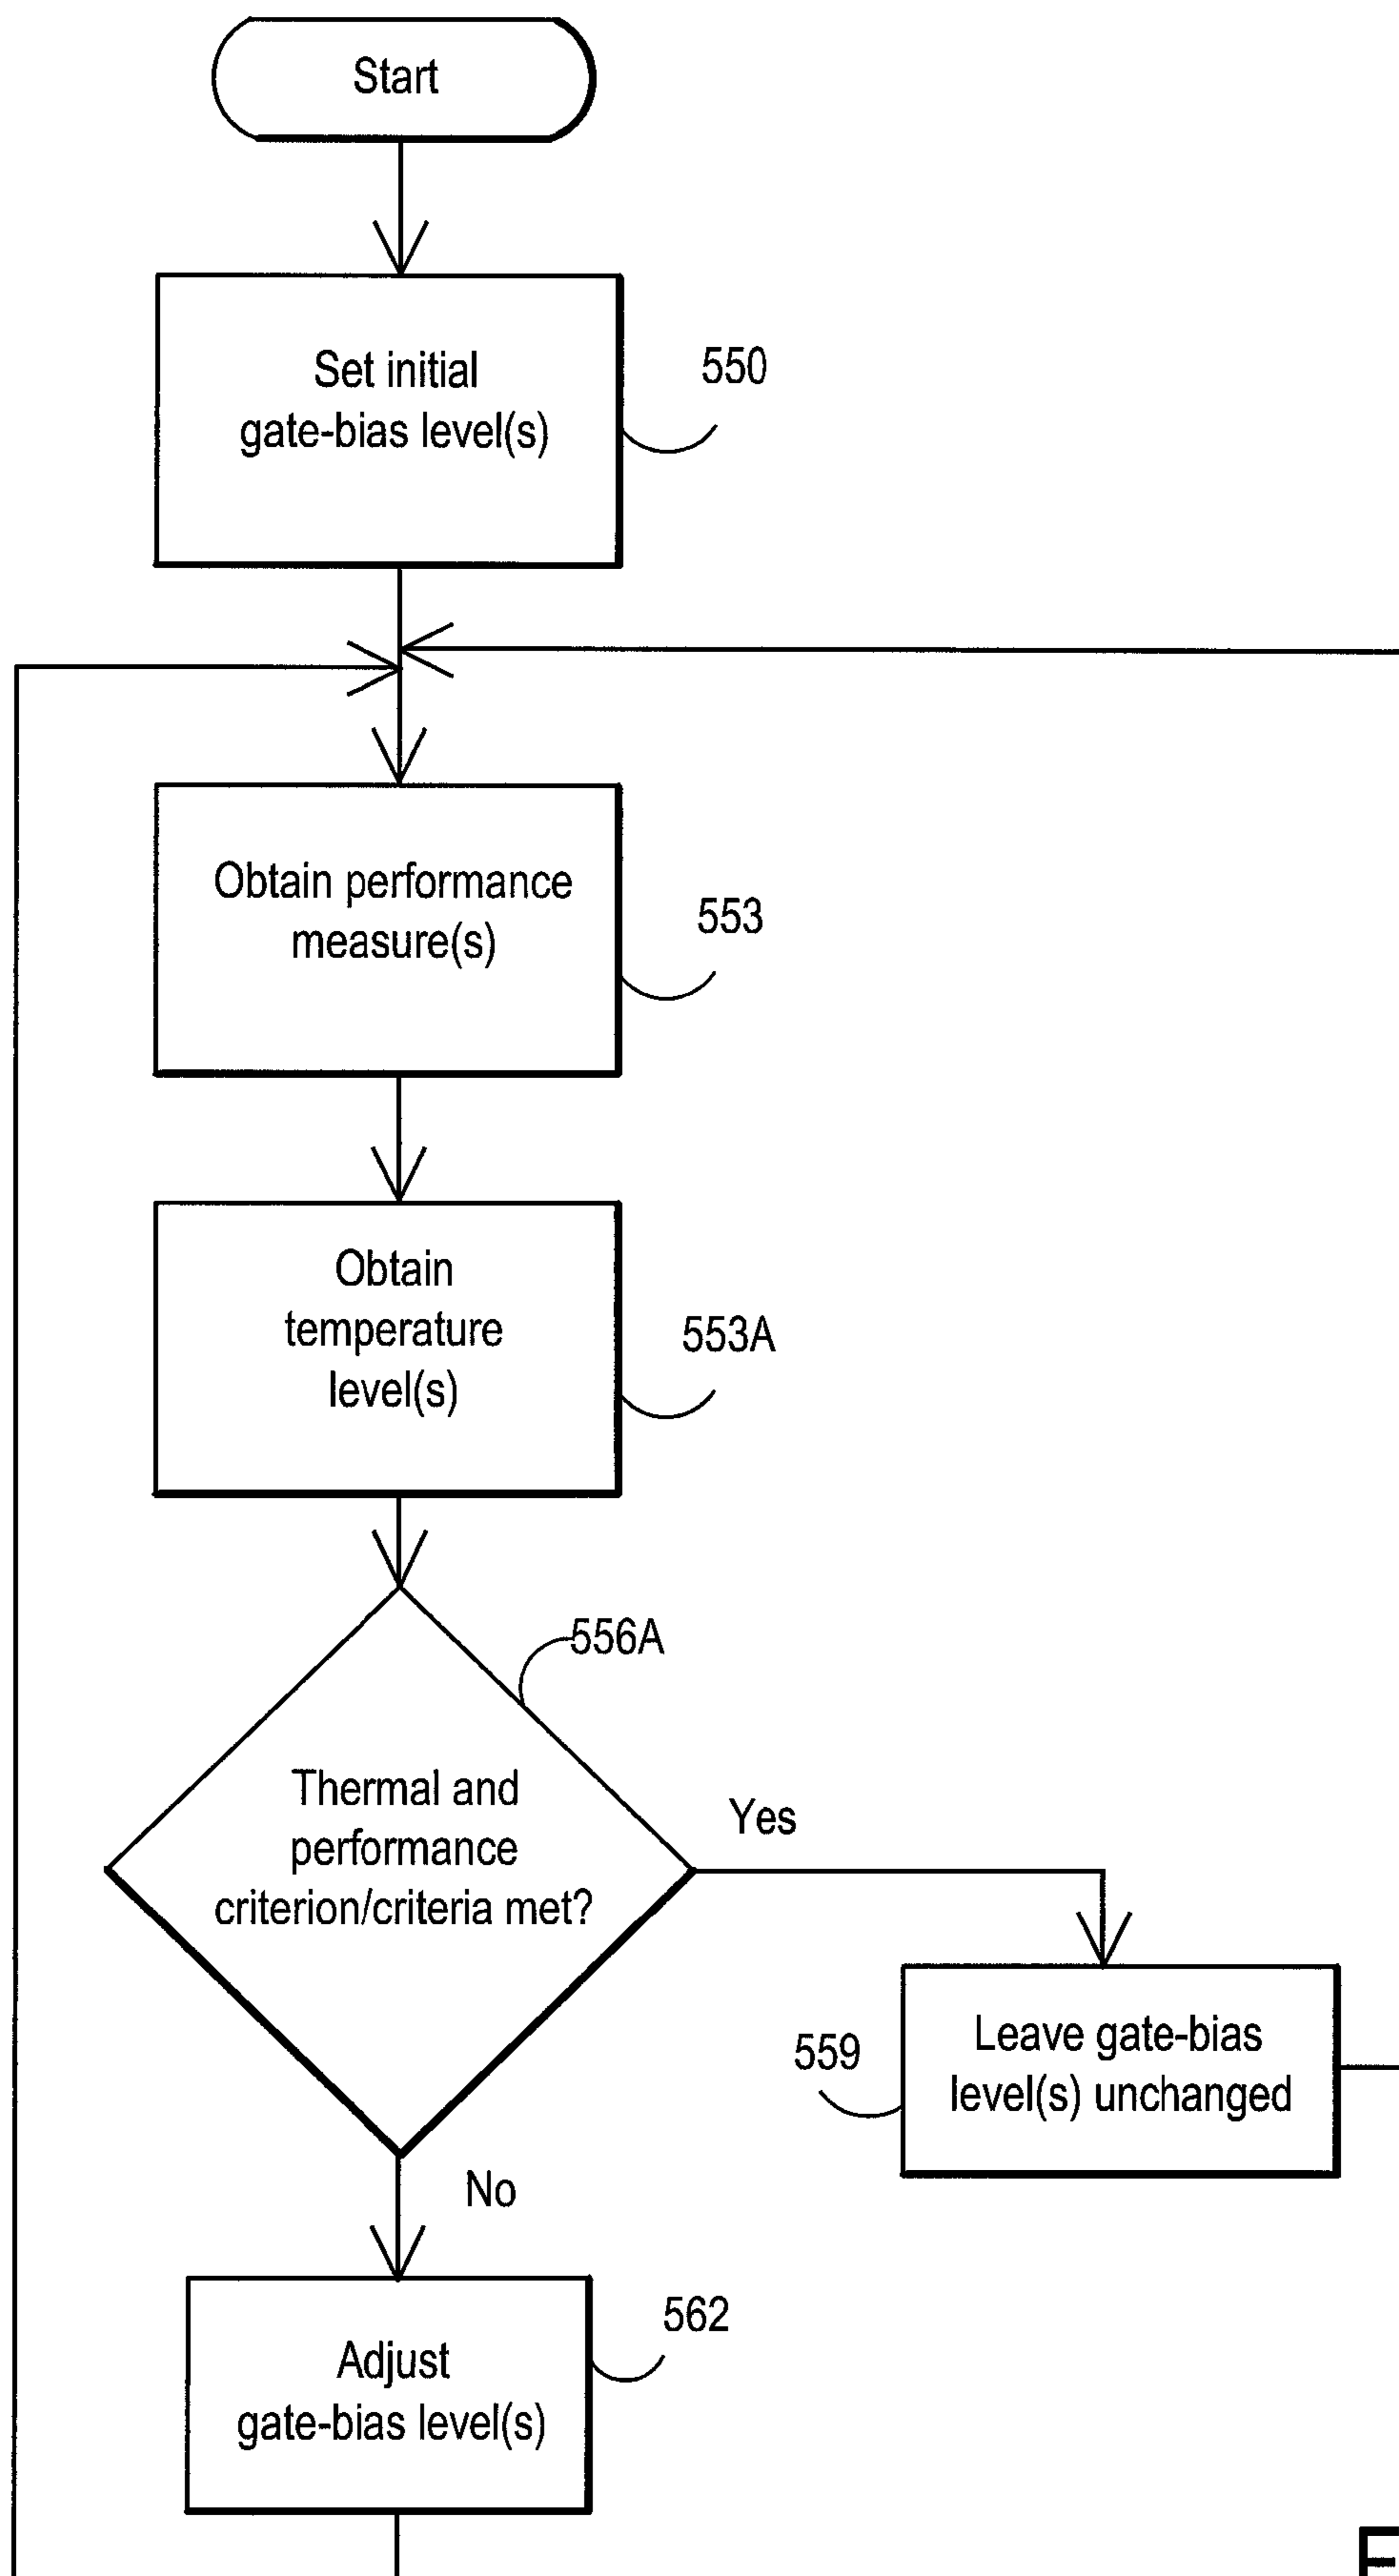 Start
Set initial
gate-bias level(s)
550
Obtain performance
measure(s)
553
Obtain
temperature
level(s)
553A
556A
Thermal and
performance
criterion/criteria met?
Yes
Leave gate-bias
level(s) unchanged
559
No
Adjust
gate-bias level(s)
562